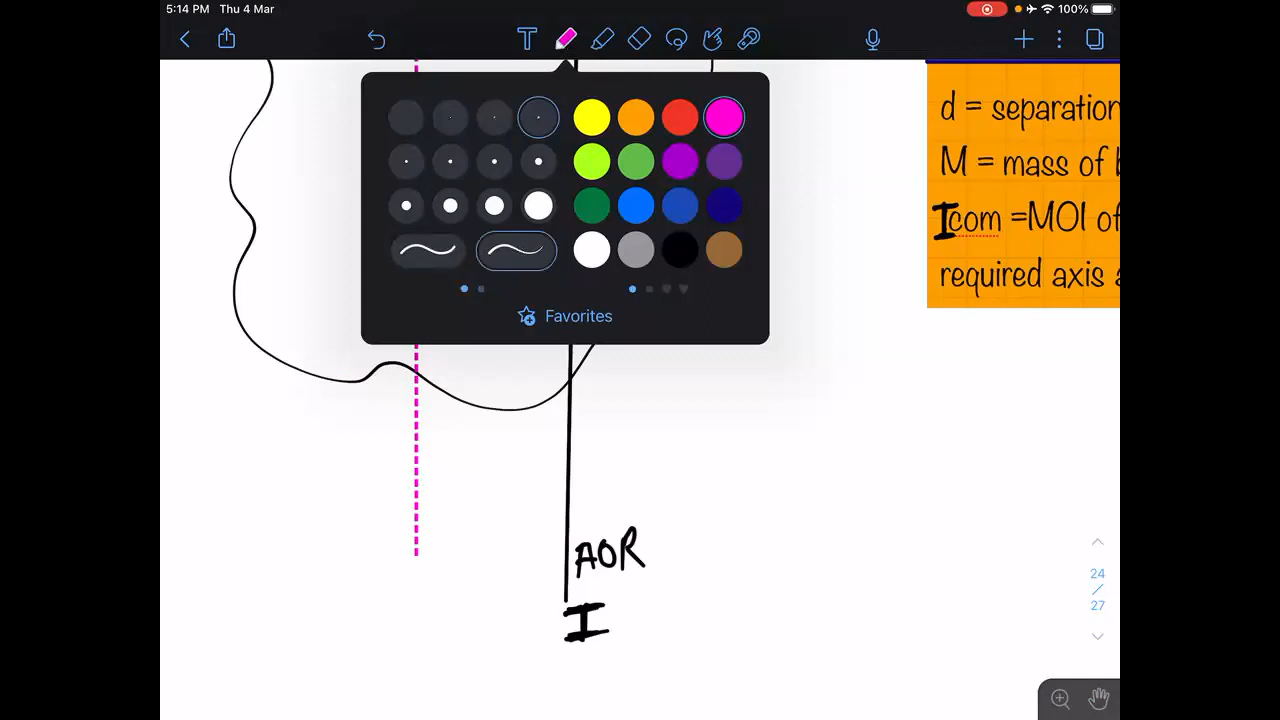 5:14 PM Thu 4 Mar
100%
T
d = separation
M = mass of
Icom =MOI of
required axis
Favorites
AOR
I
24
/
27